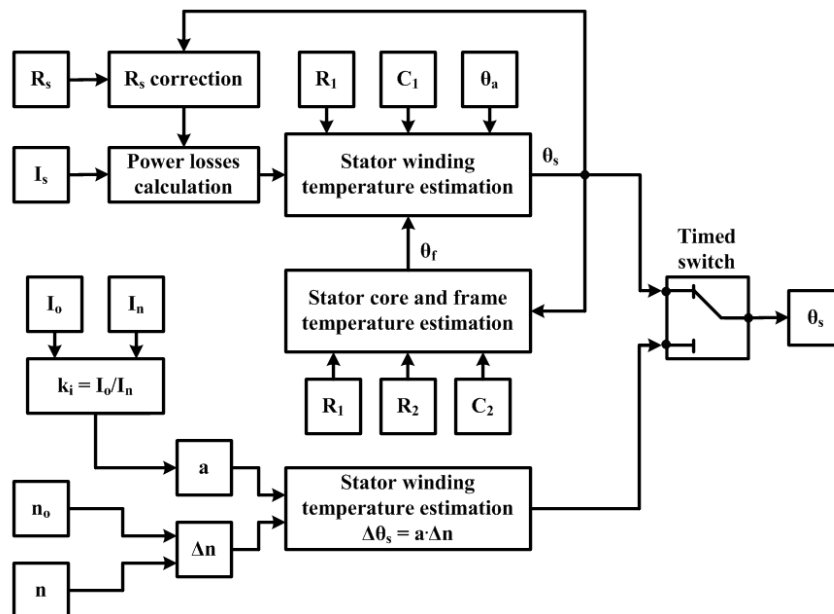 Rs
Rs correction
R1
C1
θa
Is
Power losses
calculation
Stator winding
temperature estimation
θs
θf
Timed
switch
Io
In
Stator core and frame
temperature estimation
θs
ki = Io/In
R1
R2
C2
a
Stator winding
temperature estimation
Δθs = a·Δn
no
Δn
n